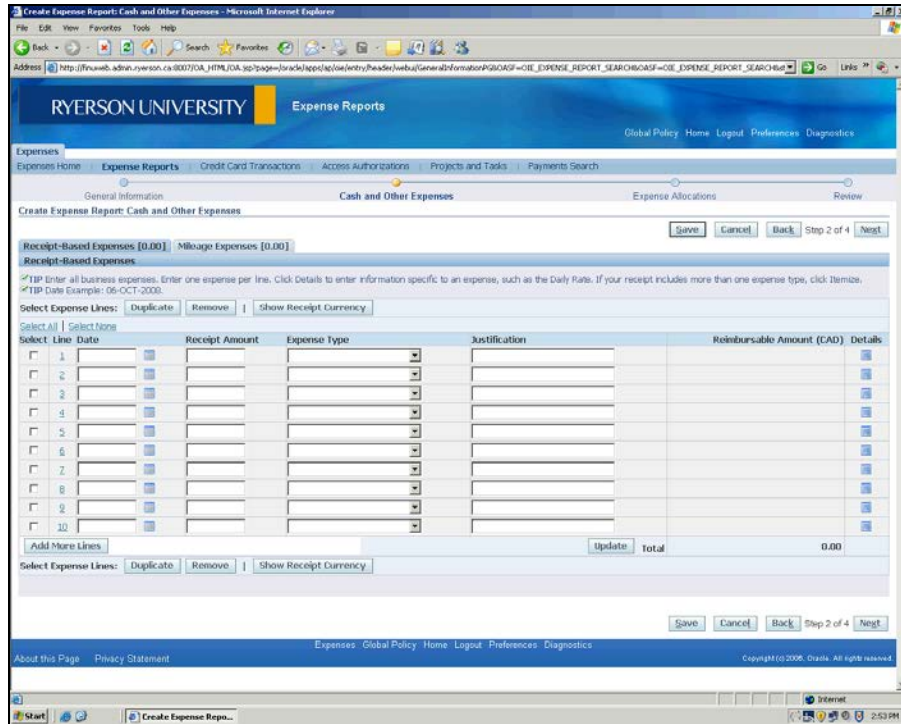 Create Expense Report: Cash and Other Expenses - Microsoft Internet Explorer
File Edit View Favorites Tools Help
Back Search Favorites
Address Go Links »
RYERSON UNIVERSITY Expense Reports
Global Policy Home Logout Preferences Diagnostics
Expenses
Expenses Home Expense Reports Credit Card Transactions Access Authorizations Projects and Tasks Payments Search
General Information Cash and Other Expenses Expense Allocations Review
Create Expense Report: Cash and Other Expenses
Save Cancel Back Step 2 of 4 Next
Receipt-Based Expenses [0.00] Mileage Expenses [0.00]
Receipt-Based Expenses
TIP Enter all business expenses. Enter one expense per line. Click Details to enter information specific to an expense, such as the Daily Rate. If your receipt includes more than one expense type, click Itemize.
TIP Date Example: 06-OCT-2008.
Select Expense Lines: Duplicate Remove | Show Receipt Currency
Select All | Select None
Select Line Date Receipt Amount Expense Type Justification Reimbursable Amount (CAD) Details
1
2
3
4
5
6
7
8
9
10
Add More Lines Update Total 0.00
Select Expense Lines: Duplicate Remove | Show Receipt Currency
Save Cancel Back Step 2 of 4 Next
Expenses Global Policy Home Logout Preferences Diagnostics
About this Page Privacy Statement Copyright (c) 2006, Oracle. All rights reserved.
Internet
Start Create Expense Repo... 2:53 PM